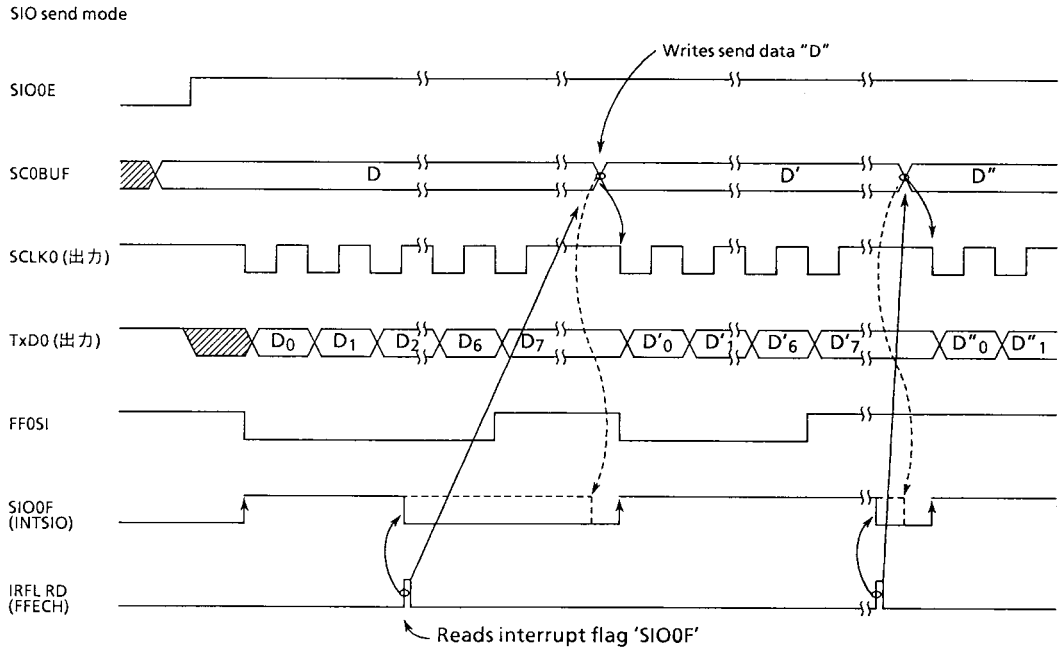 SIO send mode
Writes send data "D"
SIO0E
SC0BUF
D
D'
D"
SCLK0 (出力)
TxD0 (出力)
D0 D1 D2 D6 D7 D'0 D'1 D'6 D'7 D"0 D"1
FF0SI
SIO0F
(INTSIO)
IRFL RD
(FFECH)
Reads interrupt flag 'SIO0F'